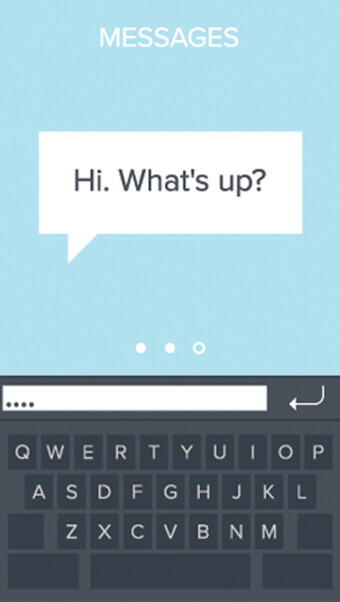 MESSAGES
Hi. What's up?
....
Q W E R T Y U I O P
A S D F G H J K L
Z X C V B N M